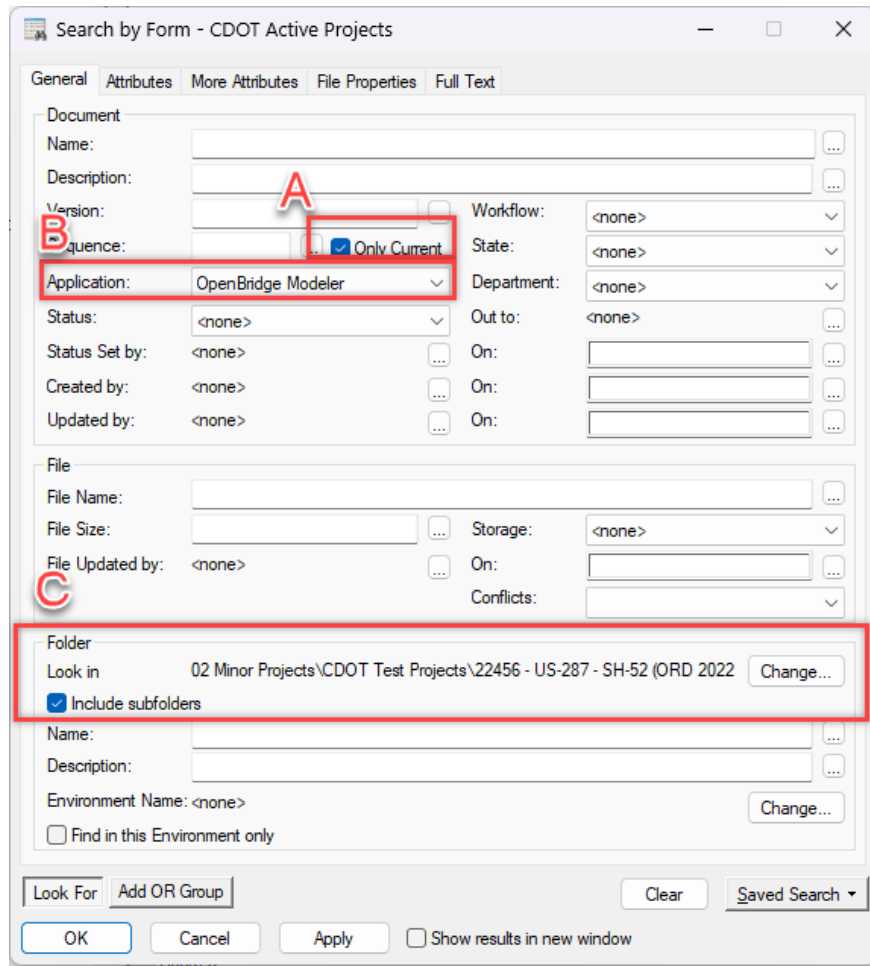 Search by Form - CDOT Active Projects
General Attributes More Attributes File Properties Full Text
Document
Name: ...
Description: ...
A
Version: Workflow: <none>
B
quence: Only Current State: <none>
Application: OpenBridge Modeler Department: <none>
Status: <none> Out to: <none> ...
Status Set by: <none> ... On: ...
Created by: <none> ... On: ...
Updated by: <none> ... On: ...
File
File Name: ...
File Size: ... Storage: <none>
File Updated by: <none> ... On: ...
C
Conflicts:
Folder
Look in 02 Minor Projects\CDOT Test Projects\22456 - US-287 - SH-52 (ORD 2022 Change...
Include subfolders
Name: ...
Description: ...
Environment Name: <none> Change...
Find in this Environment only
Look For Add OR Group Clear Saved Search
OK Cancel Apply Show results in new window